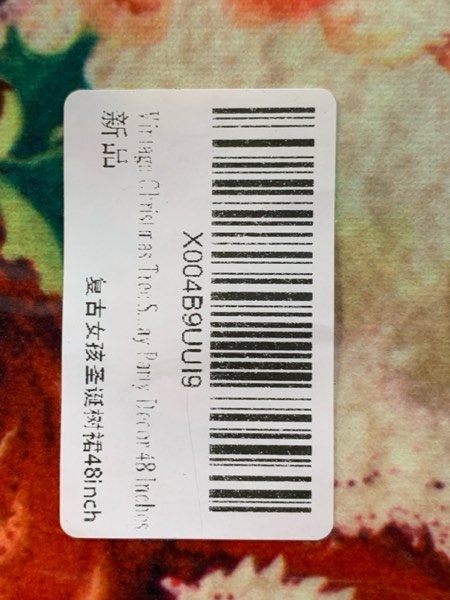 X004B9UUI9
Vintage Christmas Tree Party Decor 48 Inches
新品
复古女孩圣诞树裙48inch